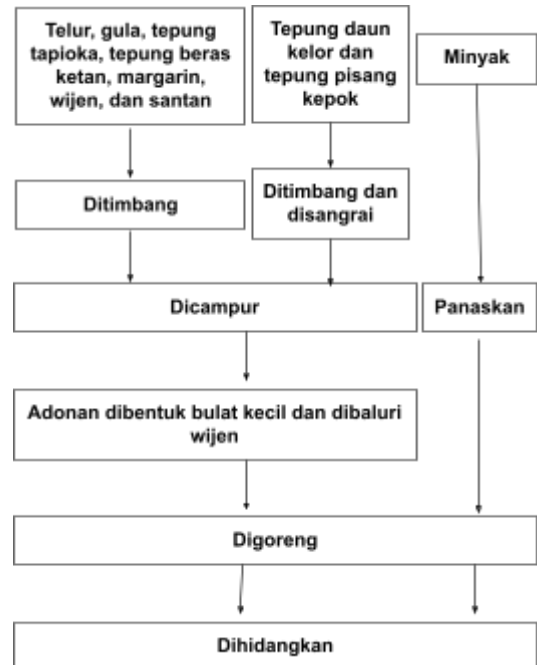 Telur, gula, tepung
tapioka, tepung beras
ketan, margarin,
wijen, dan santan
Tepung daun
kelor dan
tepung pisang
kepok
Minyak
Ditimbang
Ditimbang dan
disangrai
Dicampur
Panaskan
Adonan dibentuk bulat kecil dan dibaluri
wijen
Digoreng
Dihidangkan